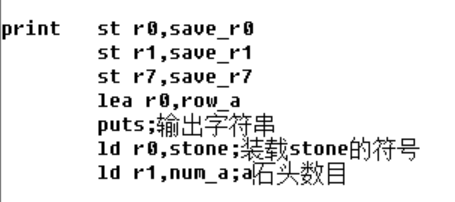 print   st r0,save_r0
        st r1,save_r1
        st r7,save_r7
        lea r0,row_a
        puts;输出字符串
        ld r0,stone;装载stone的符号
        ld r1,num_a;a石头数目